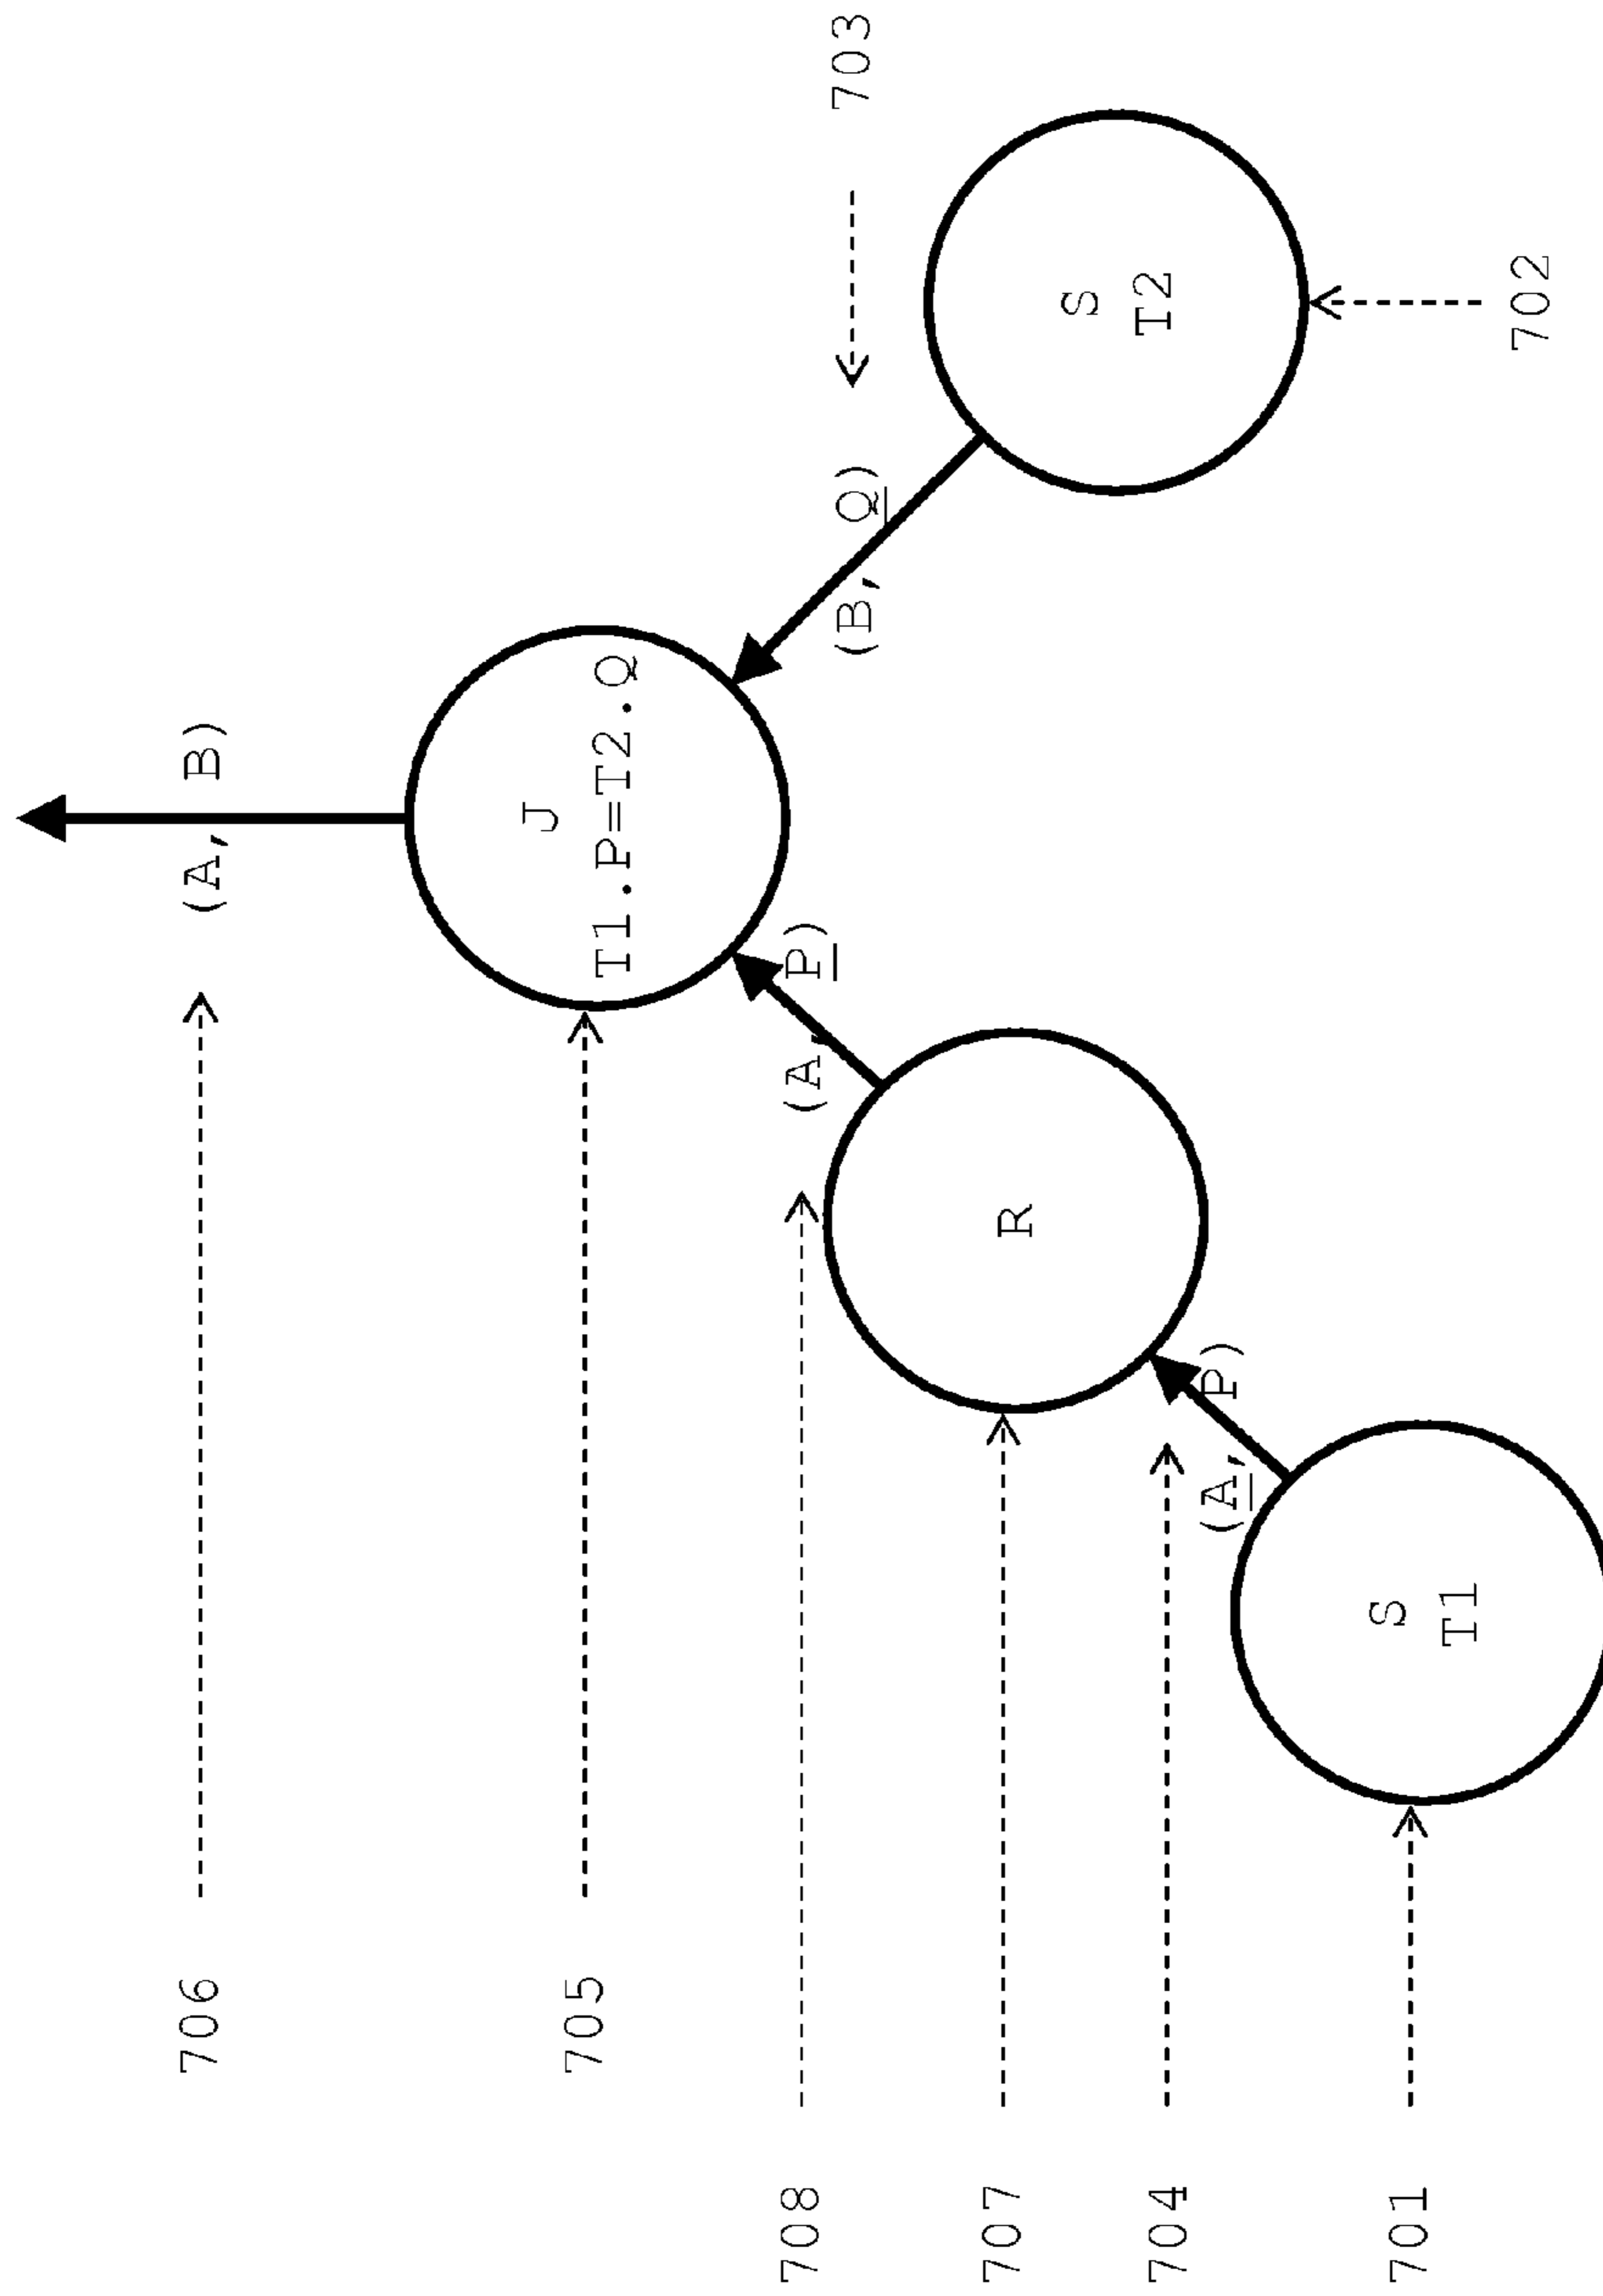 706
(A, B)
705
J
T1.P=T2.Q
703
(B, Q)
708
(A, P)
707
R
704
(A, P)
S
T2
702
701
S
T1